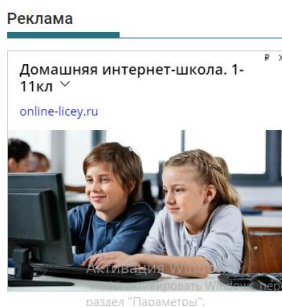 Реклама
Домашняя интернет-школа. 1-
11кл
online-licey.ru
Активация Windows
раздел "Параметры".